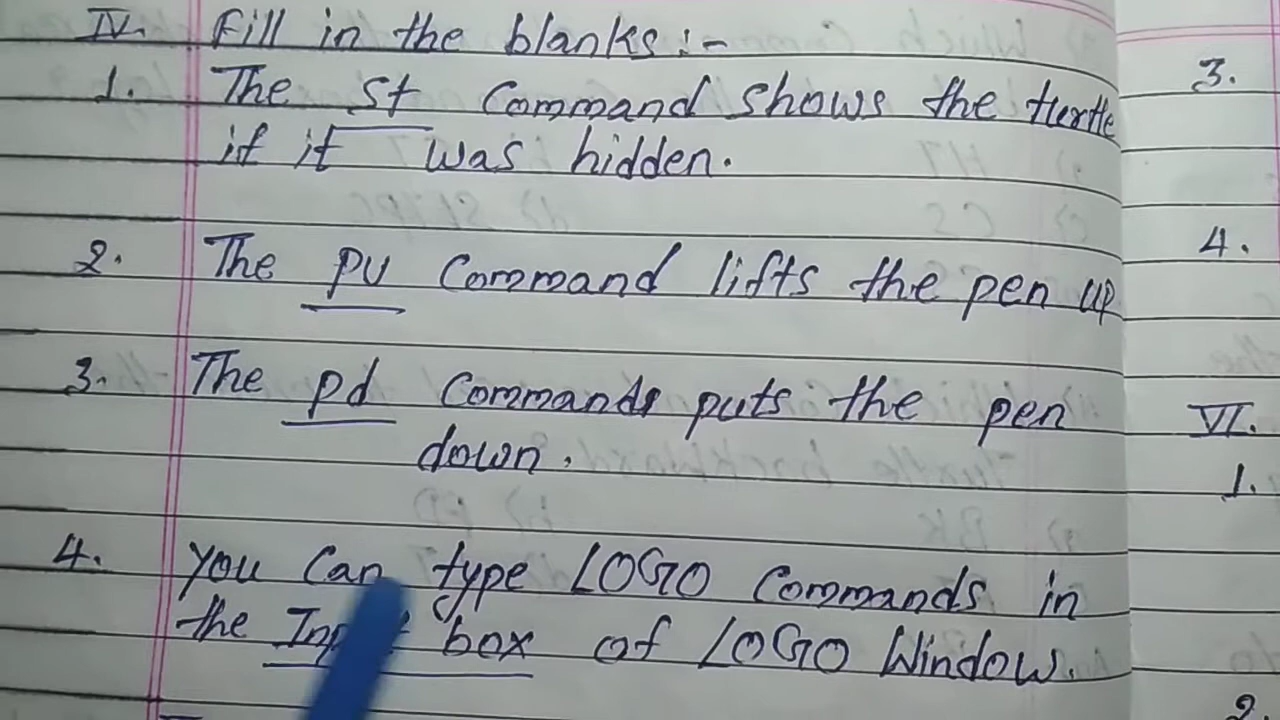 IV. Fill in the blanks :-
1. The St Command shows the turtle
if it was hidden.
2. The PU Command lifts the pen up
3. The pd Commands puts the pen
down.
4. You Can type LOGO Commands in
the box of LOGO Window.
3.
4.
VI.
1.
2.